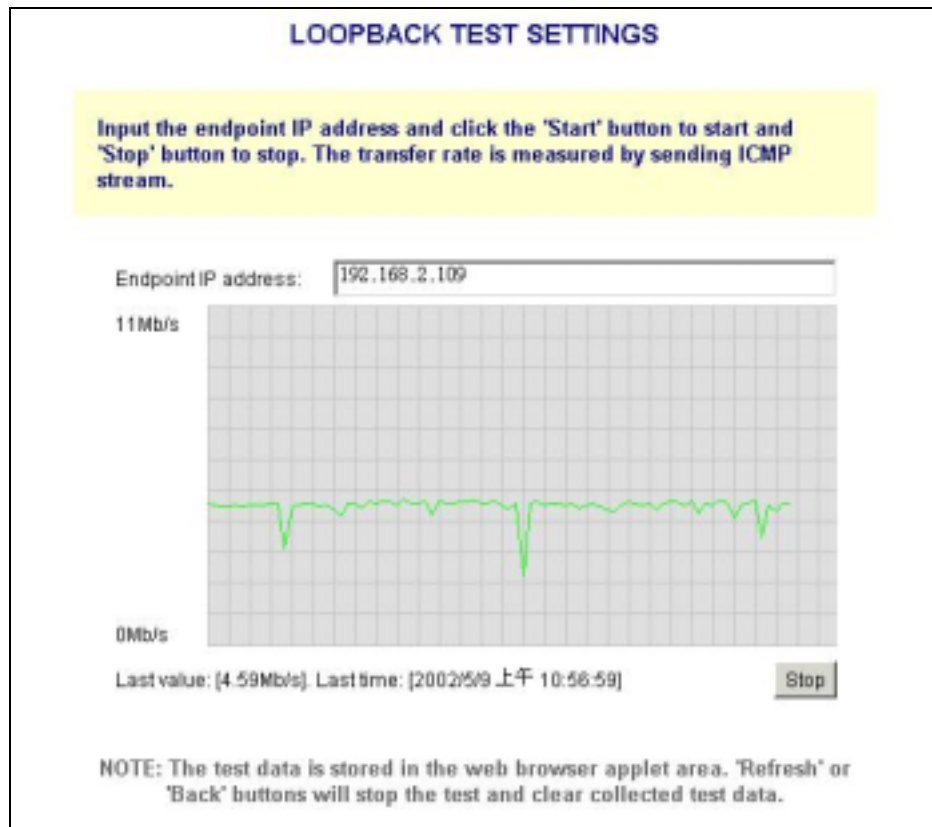 LOOPBACK TEST SETTINGS
Input the endpoint IP address and click the 'Start' button to start and
'Stop' button to stop. The transfer rate is measured by sending ICMP
stream.
Endpoint IP address: 192.168.2.109
11Mb/s
0Mb/s
Last value: [4.59Mb/s]. Last time: [2002/5/9 上午 10:56:59] Stop
NOTE: The test data is stored in the web browser applet area. 'Refresh' or
'Back' buttons will stop the test and clear collected test data.